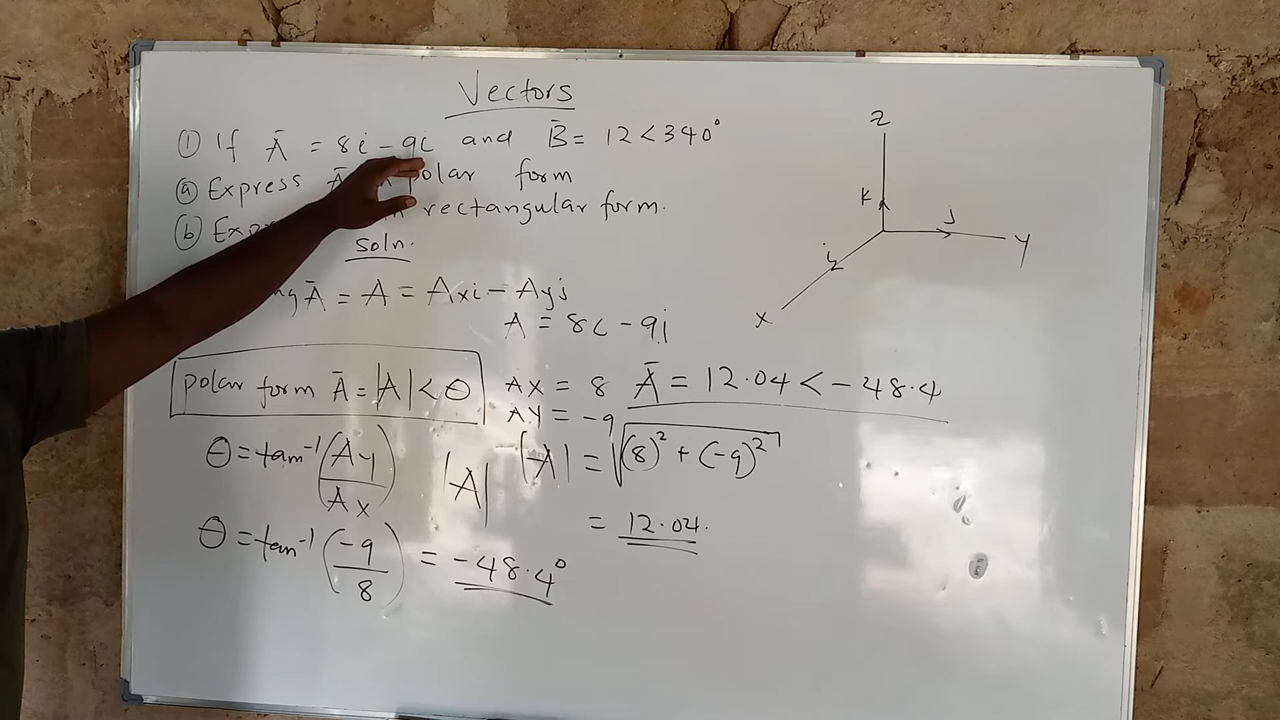 Vectors
① If Ā = 8i - 9i and B̄ = 12 < 340°
ⓐ Express polar form
ⓑ rectangular form.
soln.
Ā = A = Axi - Ayj
A = 8i - 9j
polar form Ā = |A| < θ
AX = 8
AY = -9
Ā = 12.04 < -48.4
θ = tan⁻¹(Ay/Ax)
|A|
|A| = √(8)² + (-9)²
= 12.04.
θ = tan⁻¹(-9/8) = -48.4°
Z
K
j
Y
i
X